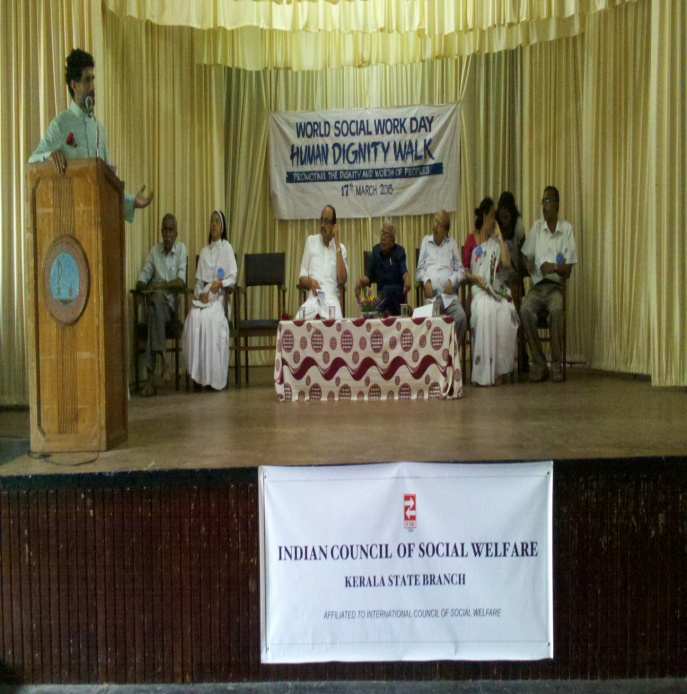 WORLD SOCIAL WORK DAY
HUMAN DIGNITY WALK
PROMOTING THE DIGNITY AND WORTH OF PEOPLES
17th MARCH 2015
INDIAN COUNCIL OF SOCIAL WELFARE
KERALA STATE BRANCH
AFFILIATED TO INTERNATIONAL COUNCIL OF SOCIAL WELFARE